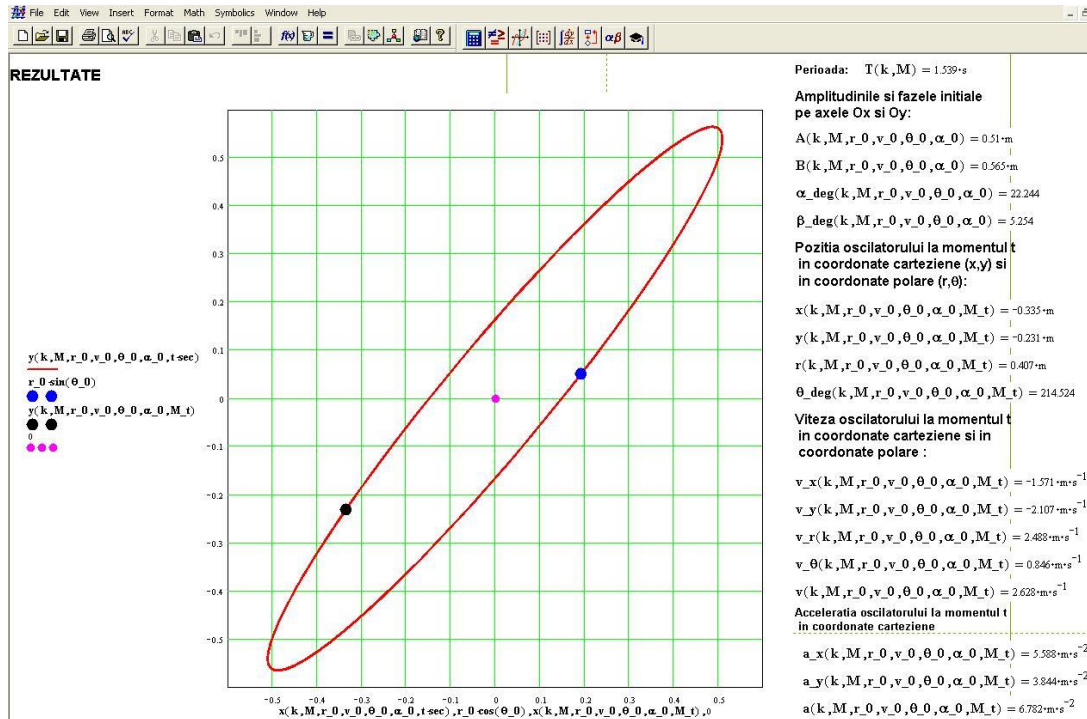 File Edit View Insert Format Math Symbolics Window Help
REZULTATE
0.5
0.4
0.3
0.2
0.1
0
-0.1
-0.2
-0.3
-0.4
-0.5
-0.5 -0.4 -0.3 -0.2 -0.1 0 0.1 0.2 0.3 0.4 0.5
x(k,M,r_0,v_0,θ_0,α_0,t·sec),r_0·cos(θ_0),x(k,M,r_0,v_0,θ_0,α_0,M_t),0
y(k,M,r_0,v_0,θ_0,α_0,t·sec)
r_0·sin(θ_0)
y(k,M,r_0,v_0,θ_0,α_0,M_t)
0
Perioada: T(k,M) = 1.539·s
Amplitudinile si fazele initiale
pe axele Ox si Oy:
A(k,M,r_0,v_0,θ_0,α_0) = 0.51·m
B(k,M,r_0,v_0,θ_0,α_0) = 0.565·m
α_deg(k,M,r_0,v_0,θ_0,α_0) = 22.244
β_deg(k,M,r_0,v_0,θ_0,α_0) = 5.254
Pozitia oscilatorului la momentul t
in coordonate carteziene (x,y) si
in coordonate polare (r,θ):
x(k,M,r_0,v_0,θ_0,α_0,M_t) = -0.335·m
y(k,M,r_0,v_0,θ_0,α_0,M_t) = -0.231·m
r(k,M,r_0,v_0,θ_0,α_0,M_t) = 0.407·m
θ_deg(k,M,r_0,v_0,θ_0,α_0,M_t) = 214.524
Viteza oscilatorului la momentul t
in coordonate carteziene si in
coordonate polare :
v_x(k,M,r_0,v_0,θ_0,α_0,M_t) = -1.571·m·s⁻¹
v_y(k,M,r_0,v_0,θ_0,α_0,M_t) = -2.107·m·s⁻¹
v_r(k,M,r_0,v_0,θ_0,α_0,M_t) = 2.488·m·s⁻¹
v_θ(k,M,r_0,v_0,θ_0,α_0,M_t) = 0.846·m·s⁻¹
v(k,M,r_0,v_0,θ_0,α_0,M_t) = 2.628·m·s⁻¹
Acceleratia oscilatorului la momentul t
in coordonate carteziene
a_x(k,M,r_0,v_0,θ_0,α_0,M_t) = 5.588·m·s⁻²
a_y(k,M,r_0,v_0,θ_0,α_0,M_t) = 3.844·m·s⁻²
a(k,M,r_0,v_0,θ_0,α_0,M_t) = 6.782·m·s⁻²